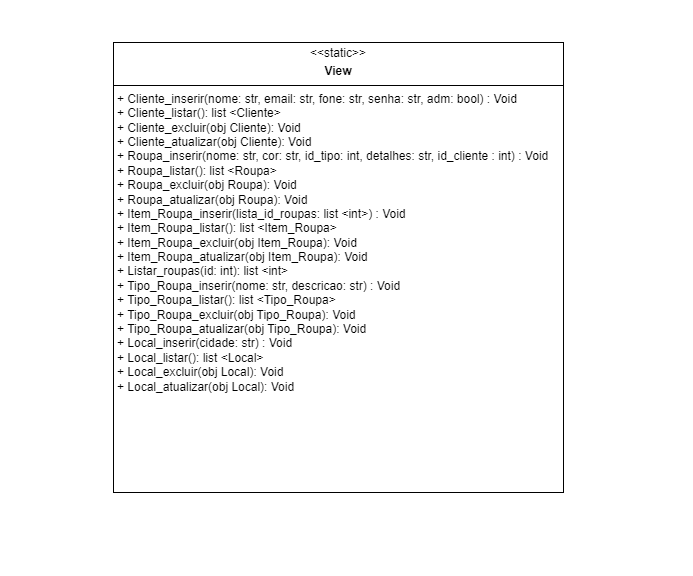 <<static>>
View
+ Cliente_inserir(nome: str, email: str, fone: str, senha: str, adm: bool) : Void
+ Cliente_listar(): list <Cliente>
+ Cliente_excluir(obj Cliente): Void
+ Cliente_atualizar(obj Cliente): Void
+ Roupa_inserir(nome: str, cor: str, id_tipo: int, detalhes: str, id_cliente : int) : Void
+ Roupa_listar(): list <Roupa>
+ Roupa_excluir(obj Roupa): Void
+ Roupa_atualizar(obj Roupa): Void
+ Item_Roupa_inserir(lista_id_roupas: list <int>) : Void
+ Item_Roupa_listar(): list <Item_Roupa>
+ Item_Roupa_excluir(obj Item_Roupa): Void
+ Item_Roupa_atualizar(obj Item_Roupa): Void
+ Listar_roupas(id: int): list <int>
+ Tipo_Roupa_inserir(nome: str, descricao: str) : Void
+ Tipo_Roupa_listar(): list <Tipo_Roupa>
+ Tipo_Roupa_excluir(obj Tipo_Roupa): Void
+ Tipo_Roupa_atualizar(obj Tipo_Roupa): Void
+ Local_inserir(cidade: str) : Void
+ Local_listar(): list <Local>
+ Local_excluir(obj Local): Void
+ Local_atualizar(obj Local): Void